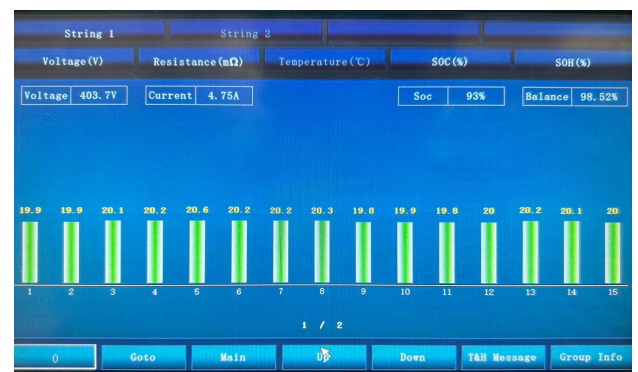 String 1 String 2
Voltage(V) Resistance(mΩ) Temperature(℃) SOC(%) SOH(%)
Voltage 403.7V Current 4.75A Soc 93% Balance 98.52%
19.9 19.9 20.1 20.2 20.6 20.2 20.2 20.3 19.8 19.9 19.8 20 20.2 20.1 20
1 2 3 4 5 6 7 8 9 10 11 12 13 14 15
1 / 2
0 Goto Main Up Down T&H Message Group Info